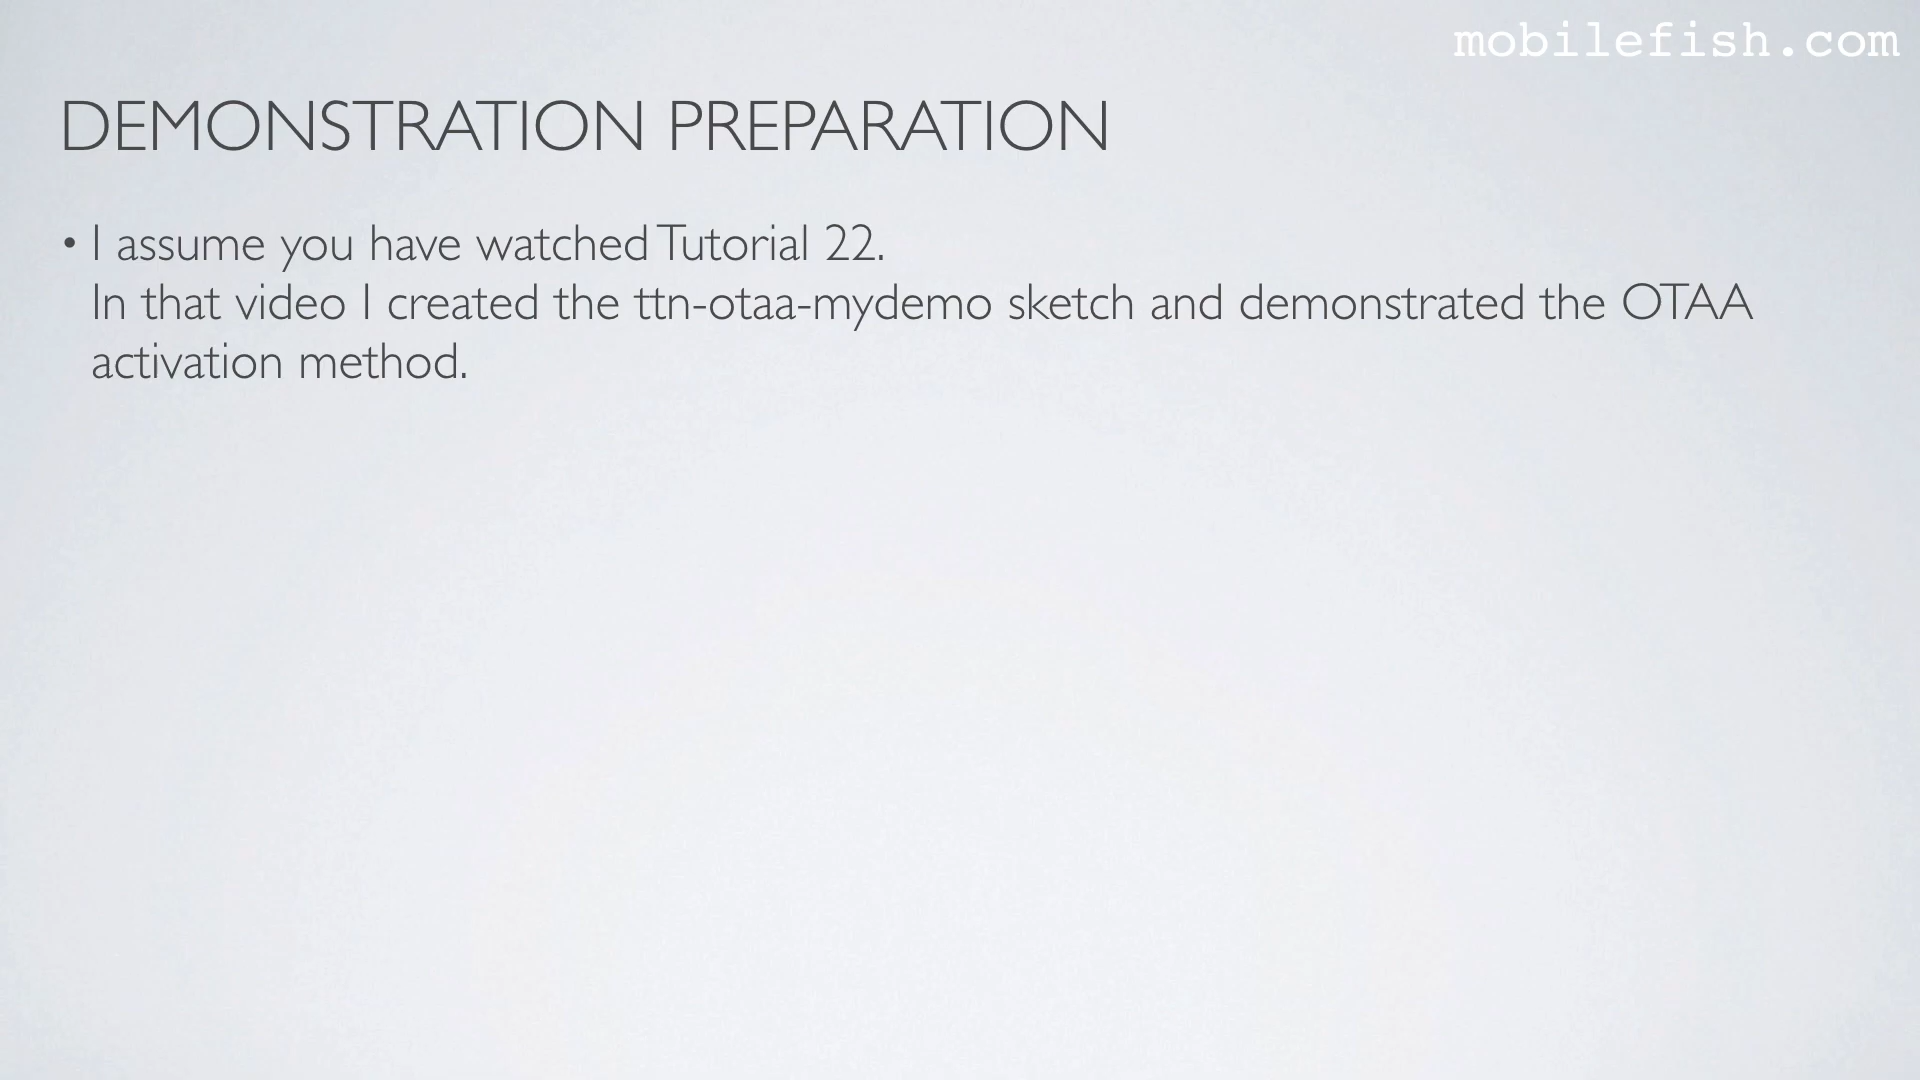 mobilefish.com
DEMONSTRATION PREPARATION
• I assume you have watched Tutorial 22.
In that video I created the ttn-otaa-mydemo sketch and demonstrated the OTAA
activation method.